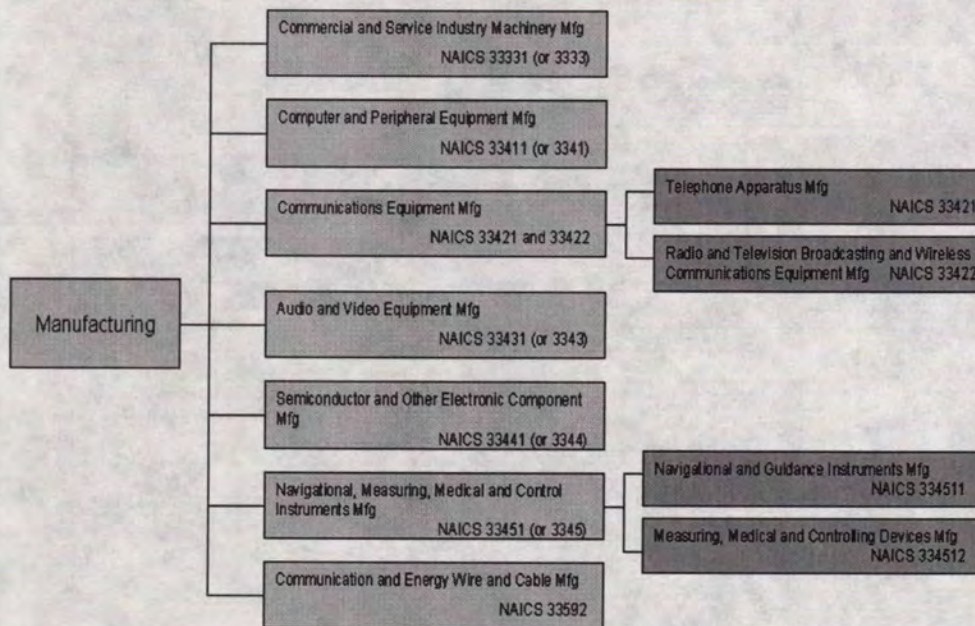 Commercial and Service Industry Machinery Mfg
NAICS 33331 (or 3333)
Computer and Peripheral Equipment Mfg
NAICS 33411 (or 3341)
Communications Equipment Mfg
NAICS 33421 and 33422
Telephone Apparatus Mfg
NAICS 33421
Radio and Television Broadcasting and Wireless
Communications Equipment Mfg NAICS 33422
Manufacturing
Audio and Video Equipment Mfg
NAICS 33431 (or 3343)
Semiconductor and Other Electronic Component
Mfg
NAICS 33441 (or 3344)
Navigational, Measuring, Medical and Control
Instruments Mfg
NAICS 33451 (or 3345)
Navigational and Guidance Instruments Mfg
NAICS 334511
Measuring, Medical and Controlling Devices Mfg
NAICS 334512
Communication and Energy Wire and Cable Mfg
NAICS 33592